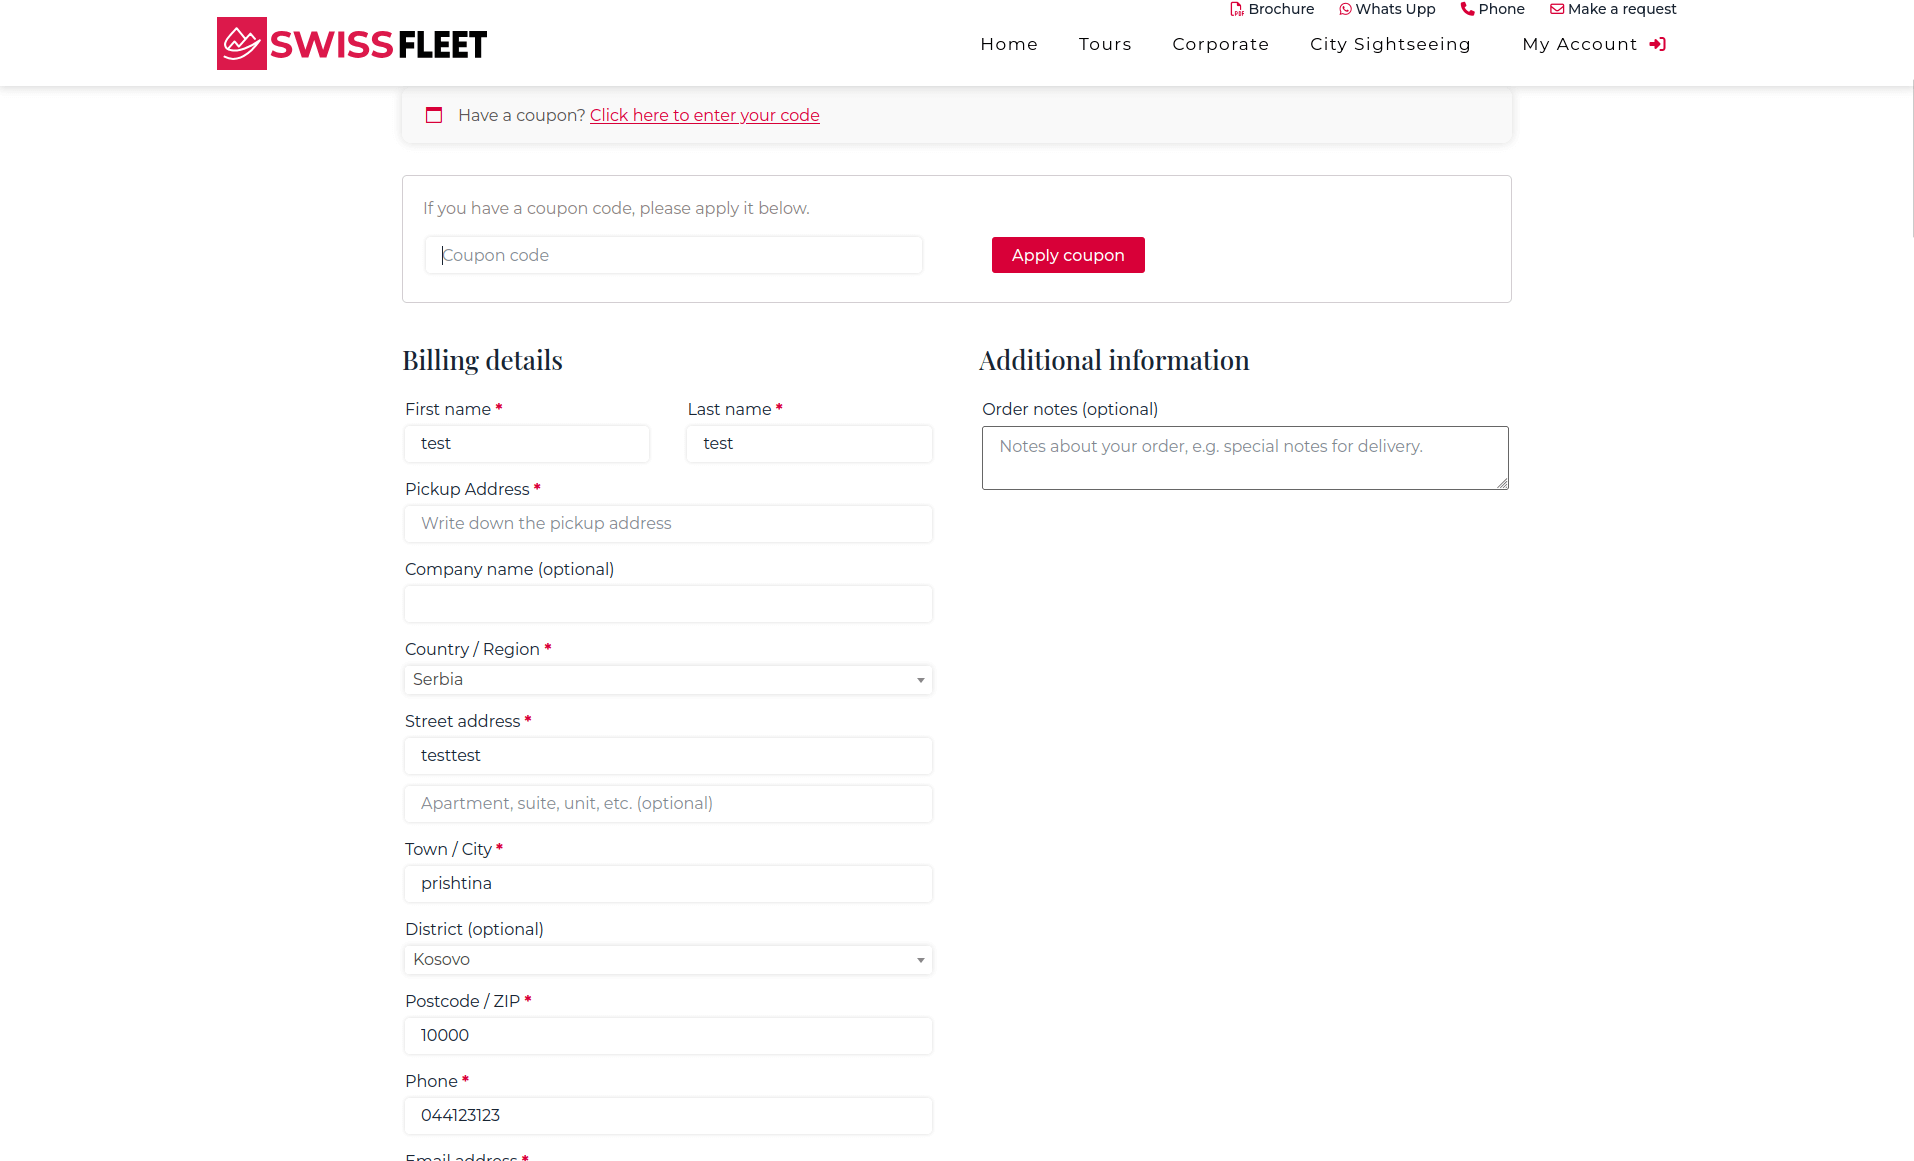 Brochure Whats Upp Phone Make a request
SWISS FLEET
Home Tours Corporate City Sightseeing My Account
Have a coupon? Click here to enter your code
If you have a coupon code, please apply it below.
Coupon code
Apply coupon
Billing details
First name *
Last name *
test
test
Pickup Address *
Write down the pickup address
Company name (optional)
Country / Region *
Serbia
Street address *
testtest
Apartment, suite, unit, etc. (optional)
Town / City *
prishtina
District (optional)
Kosovo
Postcode / ZIP *
10000
Phone *
044123123
Email address *
Additional information
Order notes (optional)
Notes about your order, e.g. special notes for delivery.